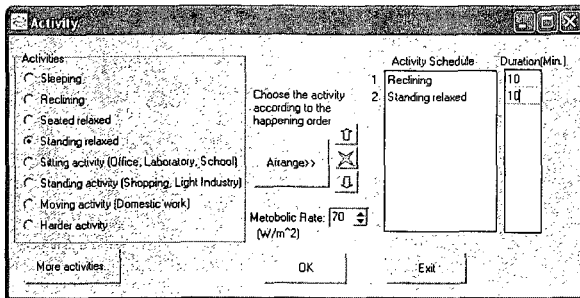 Activity
Activities
Sleeping
Reclining
Seated relaxed
Standing relaxed
Sitting activity (Office, Laboratory, School)
Standing activity (Shopping, Light Industry)
Moving activity (Domestic work)
Harder activity
More activities...
Choose the activity
according to the
happening order
Arrange>>
Metobolic Rate: 70
(W/m^2)
OK
Activity Schedule
1 Reclining
2 Standing relaxed
Duration(Min.)
10
10
Exit